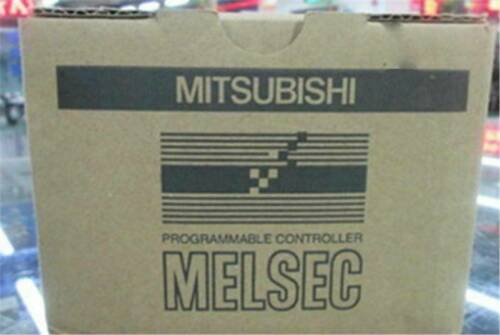 MITSUBISHI
PROGRAMMABLE CONTROLLER
MELSEC